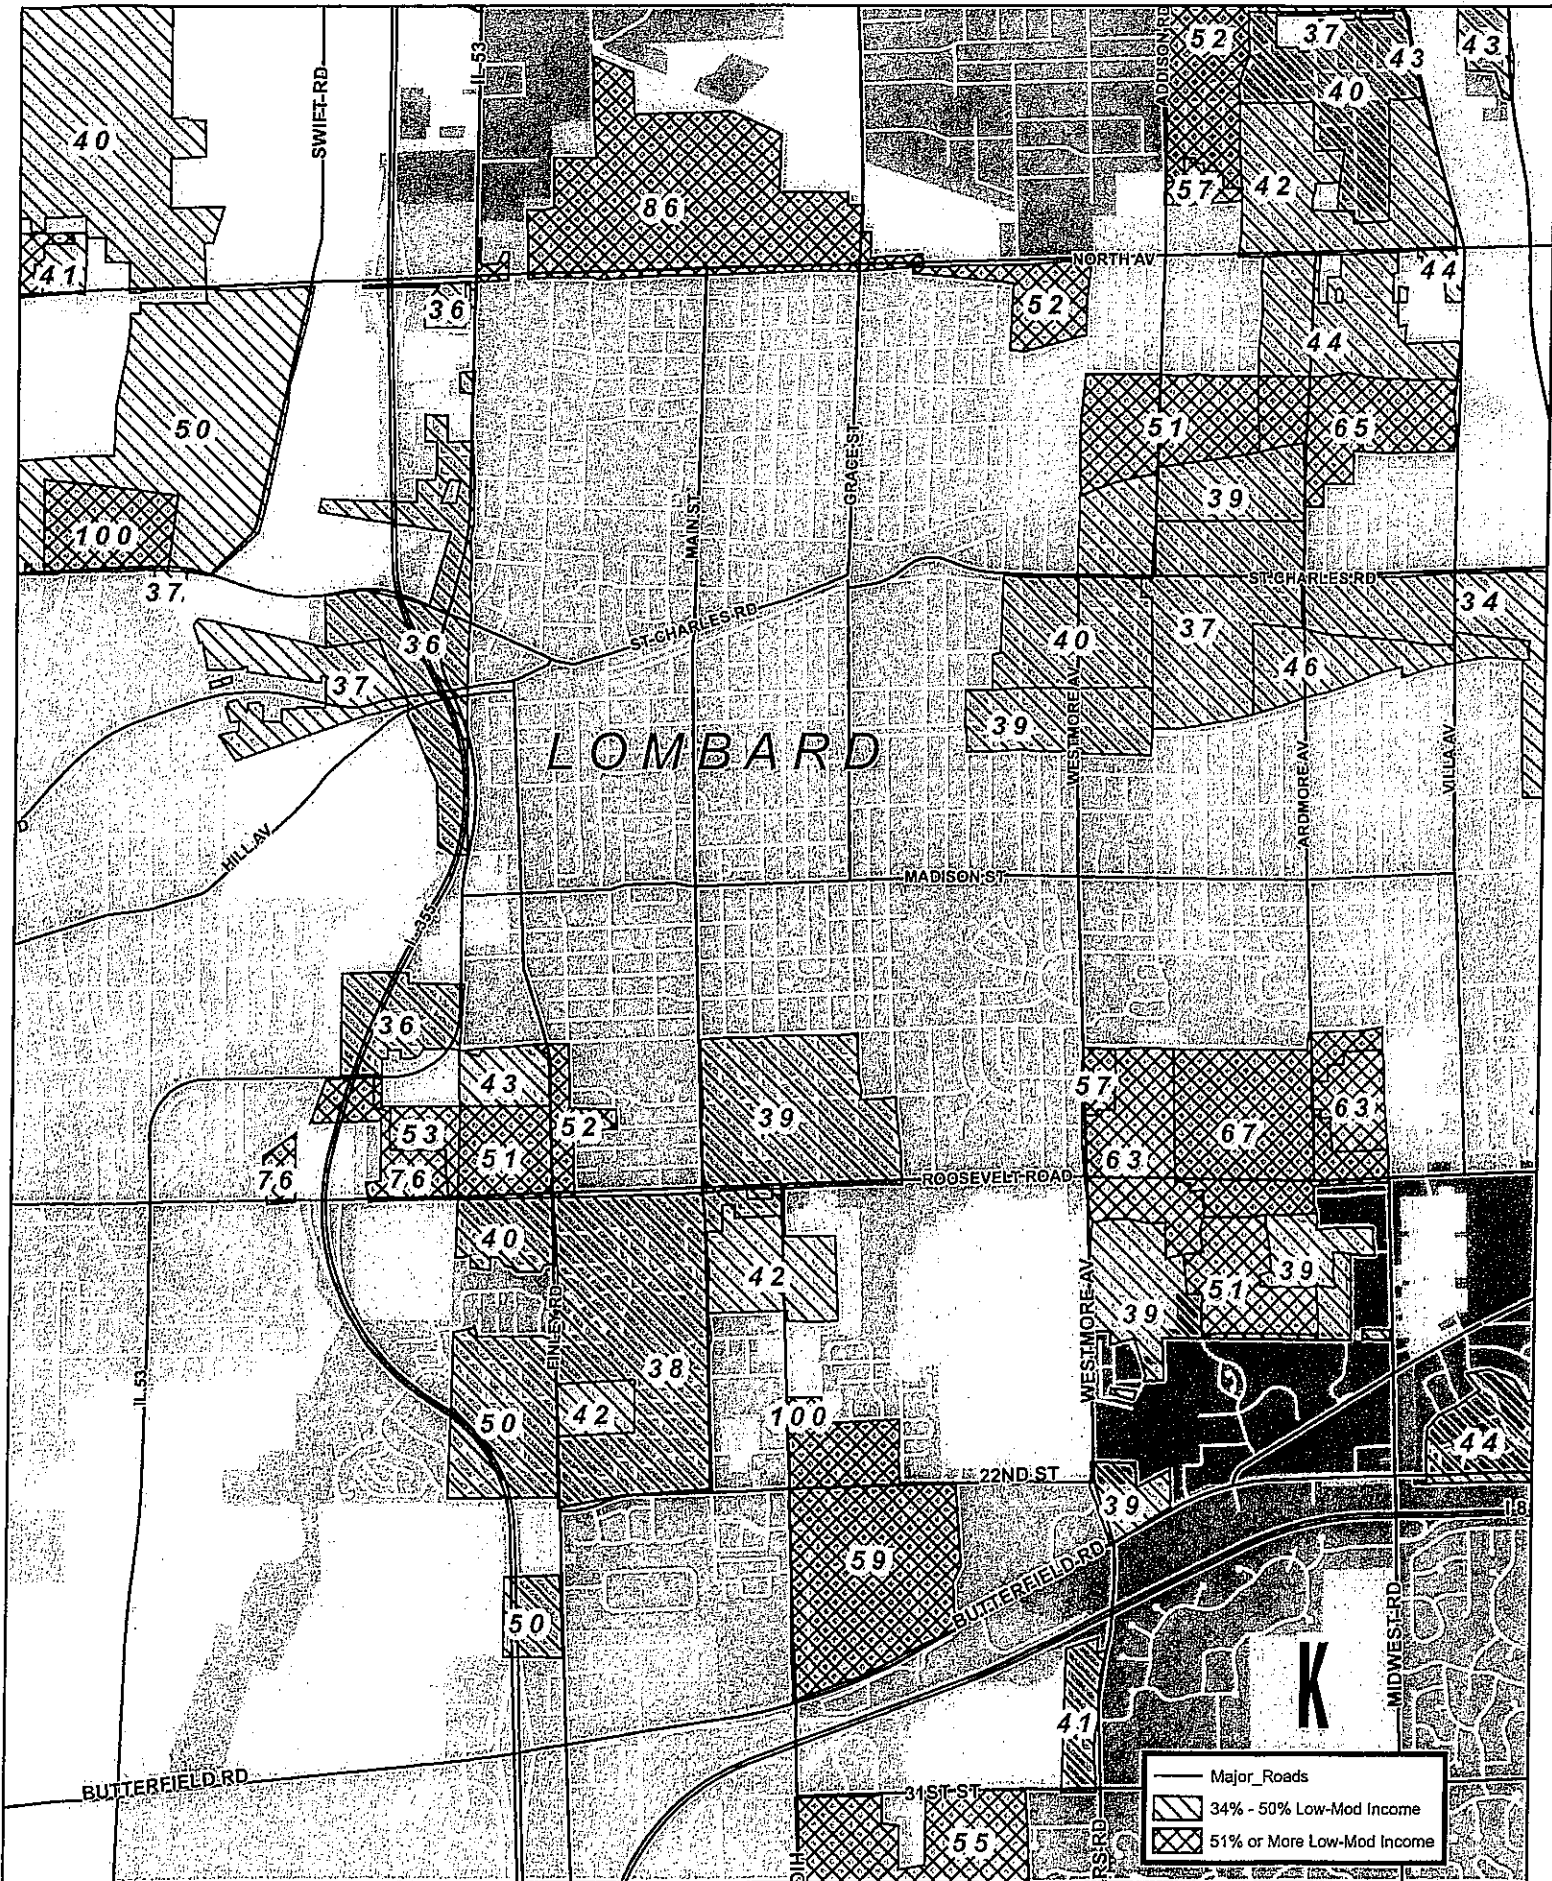 IL 53
ADDISON RD
52
37
43
43
SWIFT RD
40
40
86
57
42
NORTH AV
41
36
52
44
44
50
51
65
GRACE ST
MAIN ST
39
100
37
ST CHARLES RD
34
ST CHARLES RD
36
40
37
46
37
39
LOMBARD
WESTMORE AV
ARDMORE AV
VILLA AV
D
HILL AV
MADISON ST
I-355
36
43
57
52
39
63
53
51
67
76
76
63
ROOSEVELT ROAD
40
42
39
51
39
WESTMORE AV
FINLEY RD
38
IL 53
42
100
50
44
22ND ST
39
I 8
59
BUTTERFIELD RD
50
MIDWEST RD
K
41
BUTTERFIELD RD
31ST ST
55
RS RD
Major_Roads
34% - 50% Low-Mod Income
51% or More Low-Mod Income